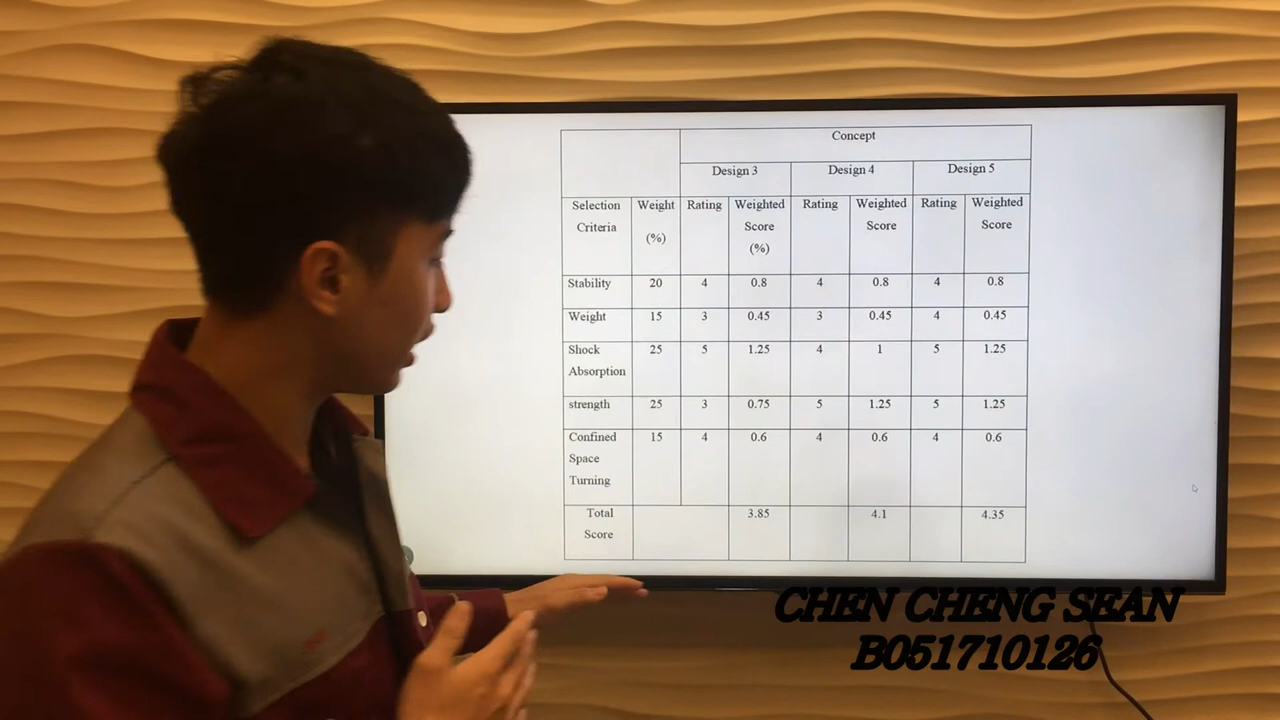 Concept
Design 3 Design 4 Design 5
Selection Criteria Weight (%) Rating Weighted Score (%) Rating Weighted Score Rating Weighted Score
Stability 20 4 0.8 4 0.8 4 0.8
Weight 15 3 0.45 3 0.45 4 0.45
Shock Absorption 25 5 1.25 4 1 5 1.25
strength 25 3 0.75 5 1.25 5 1.25
Confined Space Turning 15 4 0.6 4 0.6 4 0.6
Total Score 3.85 4.1 4.35
CHEN CHENG SEAN
B051710126